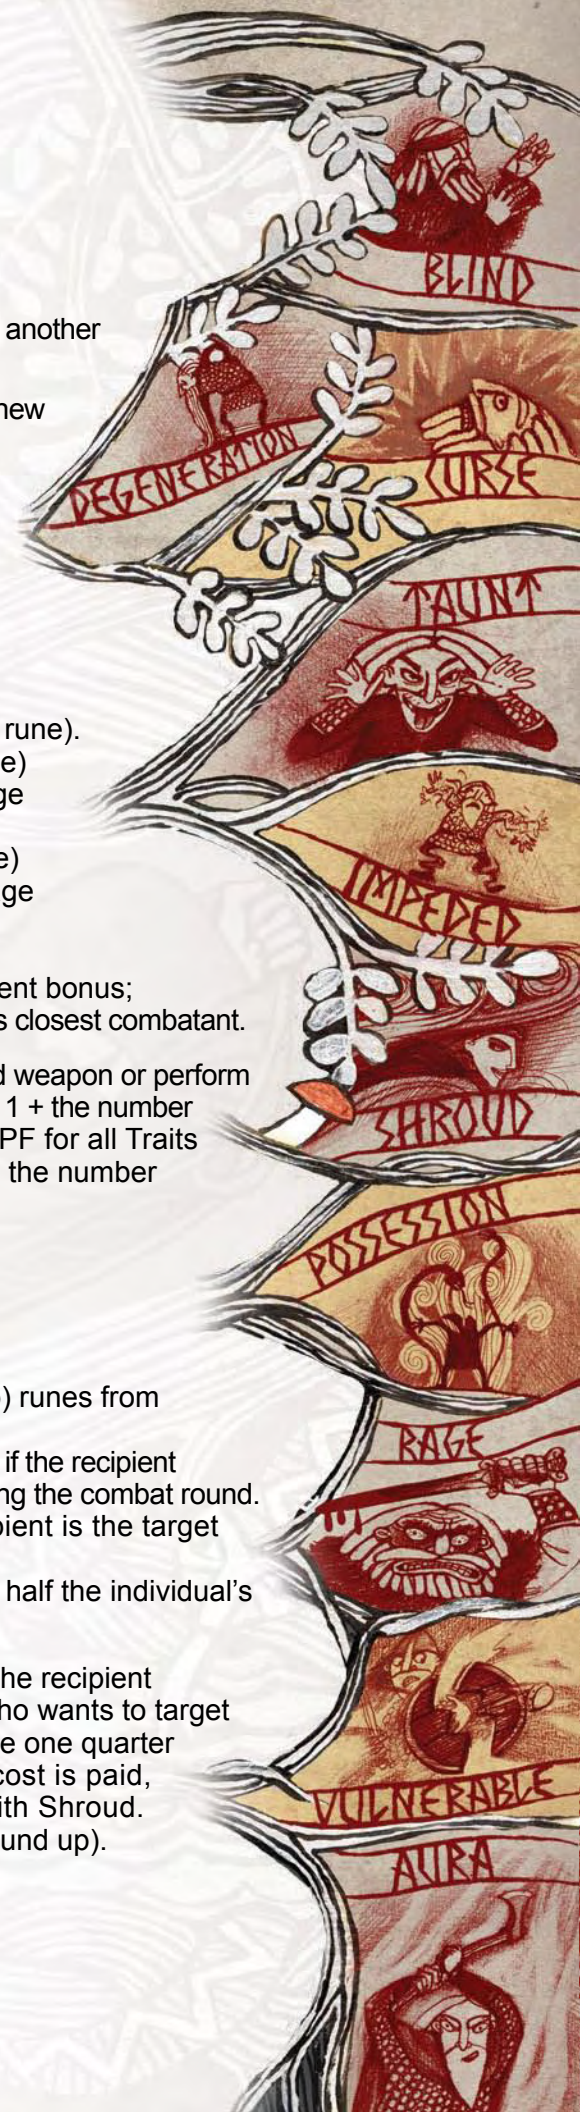 BLIND
another
new
DEGENERATION
CURSE
TAUNT
rune).
e)
ge
e)
ge
IMPEDED
ent bonus;
s closest combatant.
d weapon or perform
1 + the number
PF for all Traits
the number
SHROUD
POSSESSION
) runes from
RAGE
if the recipient
ng the combat round.
pient is the target
half the individual’s
he recipient
ho wants to target
e one quarter
cost is paid,
ith Shroud.
und up).
VULNERABLE
AURA